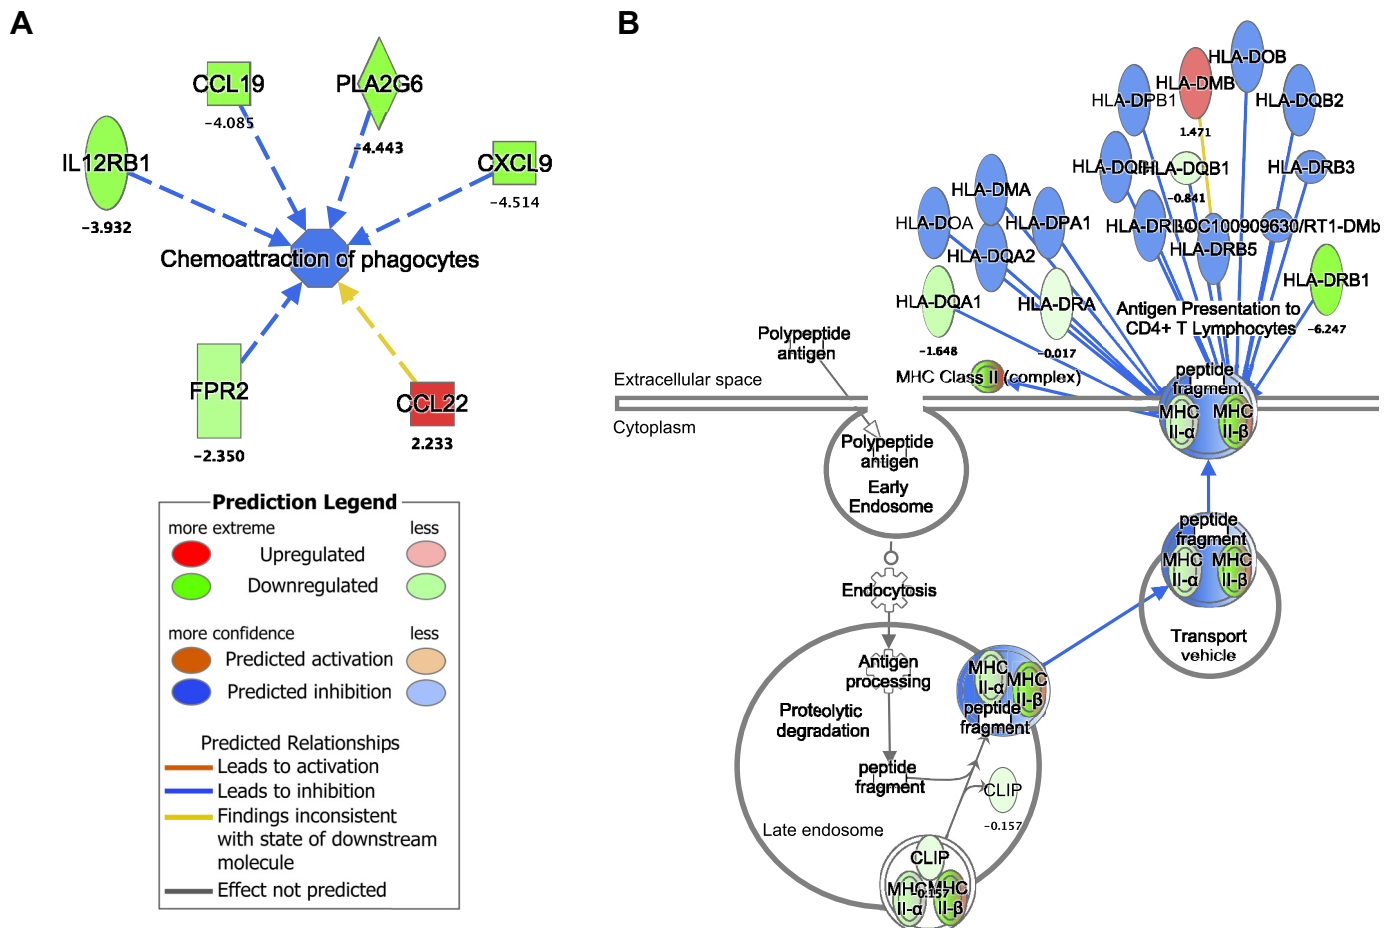 A
CCL19
-4.085
PLA2G6
-4.443
IL12RB1
-3.932
CXCL9
-4.514
Chemoattraction of phagocytes
FPR2
-2.350
CCL22
2.233
Prediction Legend
more extreme
less
Upregulated
Downregulated
more confidence
less
Predicted activation
Predicted inhibition
Predicted Relationships
Leads to activation
Leads to inhibition
Findings inconsistent
with state of downstream
molecule
Effect not predicted
B
HLA-DOB
HLA-DMB
1.471
HLA-DPB1
HLA-DQB2
HLA-DQB1
-0.841
HLA-DRB3
HLA-DMA
HLA-DOA
HLA-DPA1
LOC100909630/RT1-DMb
HLA-DRB5
HLA-DQA2
HLA-DRB1
-6.247
HLA-DQA1
-1.648
HLA-DRA
-0.017
Antigen Presentation to
CD4+ T Lymphocytes
Polypeptide
antigen
MHC Class II (complex)
Extracellular space
Cytoplasm
peptide
fragment
MHC
II-α
MHC
II-β
Polypeptide
antigen
Early
Endosome
peptide
fragment
MHC
II-α
MHC
II-β
Transport
vehicle
Endocytosis
Antigen
processing
Proteolytic
degradation
peptide
fragment
MHC
II-α
MHC
II-β
peptide
fragment
CLIP
-0.157
Late endosome
CLIP
-0.157
MHC
II-α
MHC
II-β